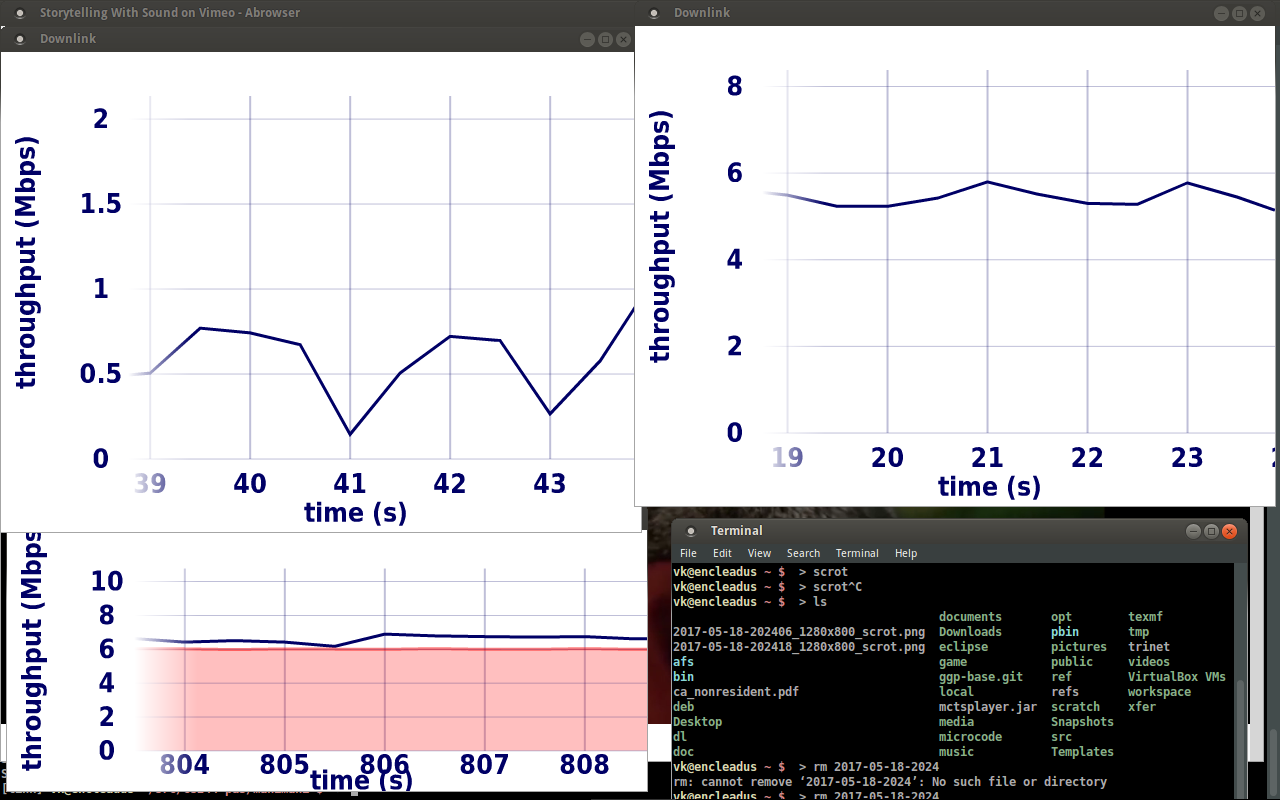 Storytelling With Sound on Vimeo - Abrowser
Downlink
throughput (Mbps)
2
1.5
1
0.5
0
39 40 41 42 43
time (s)
Downlink
throughput (Mbps)
8
6
4
2
0
19 20 21 22 23
time (s)
throughput (Mbps
10
8
6
4
2
0
804 805 806 807 808
time (s)
Terminal
File Edit View Search Terminal Help
vk@encleadus ~ $ > scrot
vk@encleadus ~ $ > scrot^C
vk@encleadus ~ $ > ls
documents opt texmf
2017-05-18-202406_1280x800_scrot.png Downloads pbin tmp
2017-05-18-202418_1280x800_scrot.png eclipse pictures trinet
afs game public videos
bin ggp-base.git ref VirtualBox VMs
ca_nonresident.pdf local refs workspace
deb mctsplayer.jar scratch xfer
Desktop media Snapshots
dl microcode src
doc music Templates
vk@encleadus ~ $ > rm 2017-05-18-2024
rm: cannot remove ‘2017-05-18-2024’: No such file or directory
vk@encleadus ~ $ > rm 2017-05-18-2024